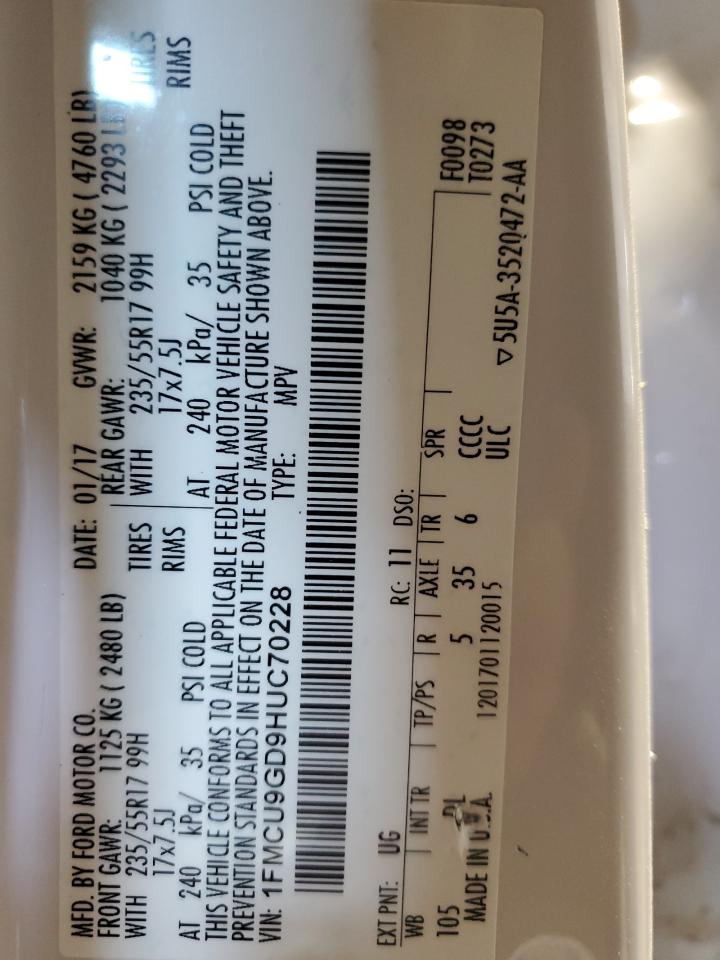 MFD. BY FORD MOTOR CO. DATE: 01/17 GVWR: 2159 KG ( 4760 LB)
FRONT GAWR: 1125 KG ( 2480 LB) REAR GAWR: 1040 KG ( 2293 LB)
WITH 235/55R17 99H TIRES WITH 235/55R17 99H TIRES
17x7.5J RIMS 17x7.5J RIMS
AT 240 kPa/ 35 PSI COLD AT 240 kPa/ 35 PSI COLD
THIS VEHICLE CONFORMS TO ALL APPLICABLE FEDERAL MOTOR VEHICLE SAFETY AND THEFT
PREVENTION STANDARDS IN EFFECT ON THE DATE OF MANUFACTURE SHOWN ABOVE.
VIN: 1FMCU9GD9HUC70228 TYPE: MPV
EXT PNT: UG RC: 11 DSO: F0098
WB INT TR TP/PS R AXLE TR SPR T0273
105 5 35 6 CCCC
MADE IN U.S.A. 1201701120015 ULC ▽5U5A-3520472-AA